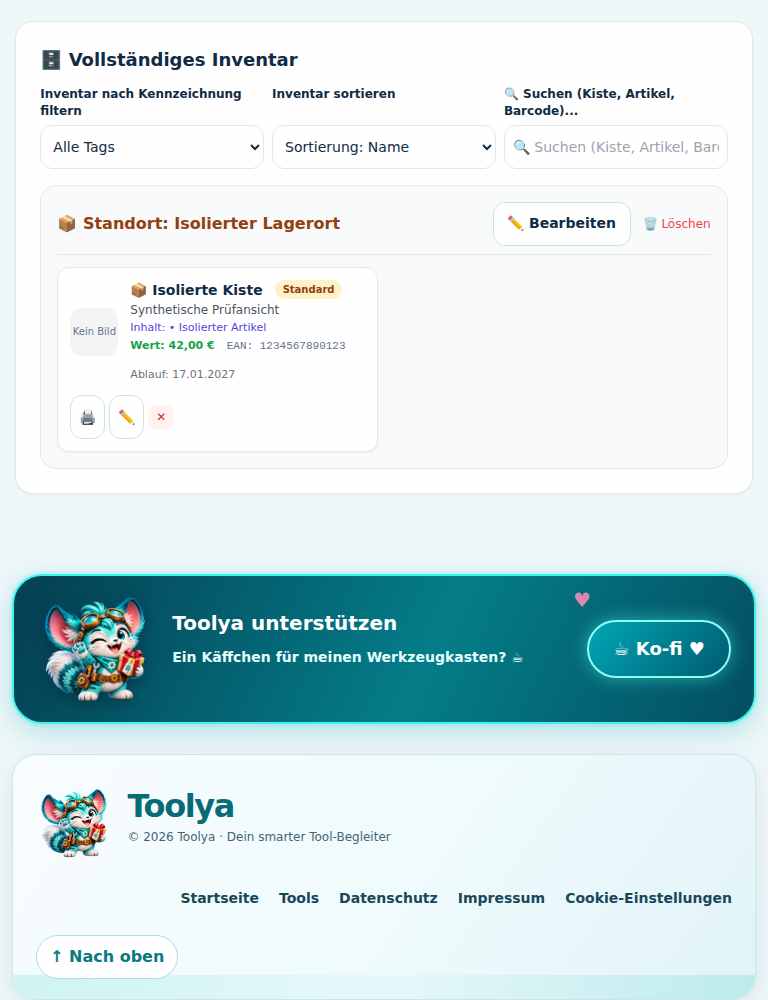 🗄️ Vollständiges Inventar
Inventar nach Kennzeichnung
filtern
Inventar sortieren
🔍 Suchen (Kiste, Artikel,
Barcode)...
Alle Tags
Sortierung: Name
🔍 Suchen (Kiste, Artikel, Bar
📦 Standort: Isolierter Lagerort
✏️ Bearbeiten
🗑️ Löschen
📦 Isolierte Kiste
Standard
Kein Bild
Synthetische Prüfansicht
Inhalt: • Isolierter Artikel
Wert: 42,00 €
EAN: 1234567890123
Ablauf: 17.01.2027
🖨️ ✏️ ✕
Toolya unterstützen
Ein Käffchen für meinen Werkzeugkasten? ☕
☕ Ko-fi ♥
Toolya
© 2026 Toolya · Dein smarter Tool-Begleiter
Startseite Tools Datenschutz Impressum Cookie-Einstellungen
↑ Nach oben